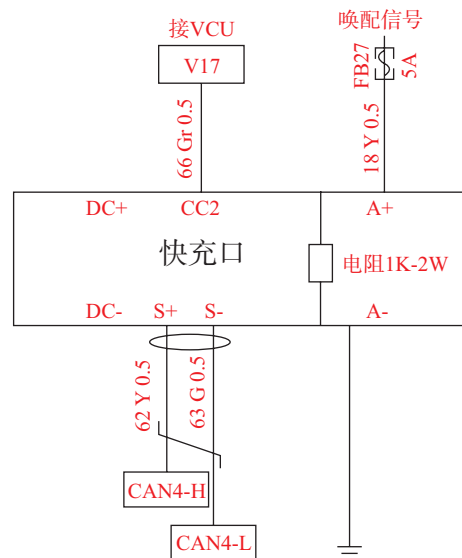 接VCU
唤配信号
V17
FB27
5A
66 Gr 0.5
18 Y 0.5
DC+
CC2
A+
快充口
电阻1K-2W
DC-
S+
S-
A-
62 Y 0.5
63 G 0.5
CAN4-H
CAN4-L